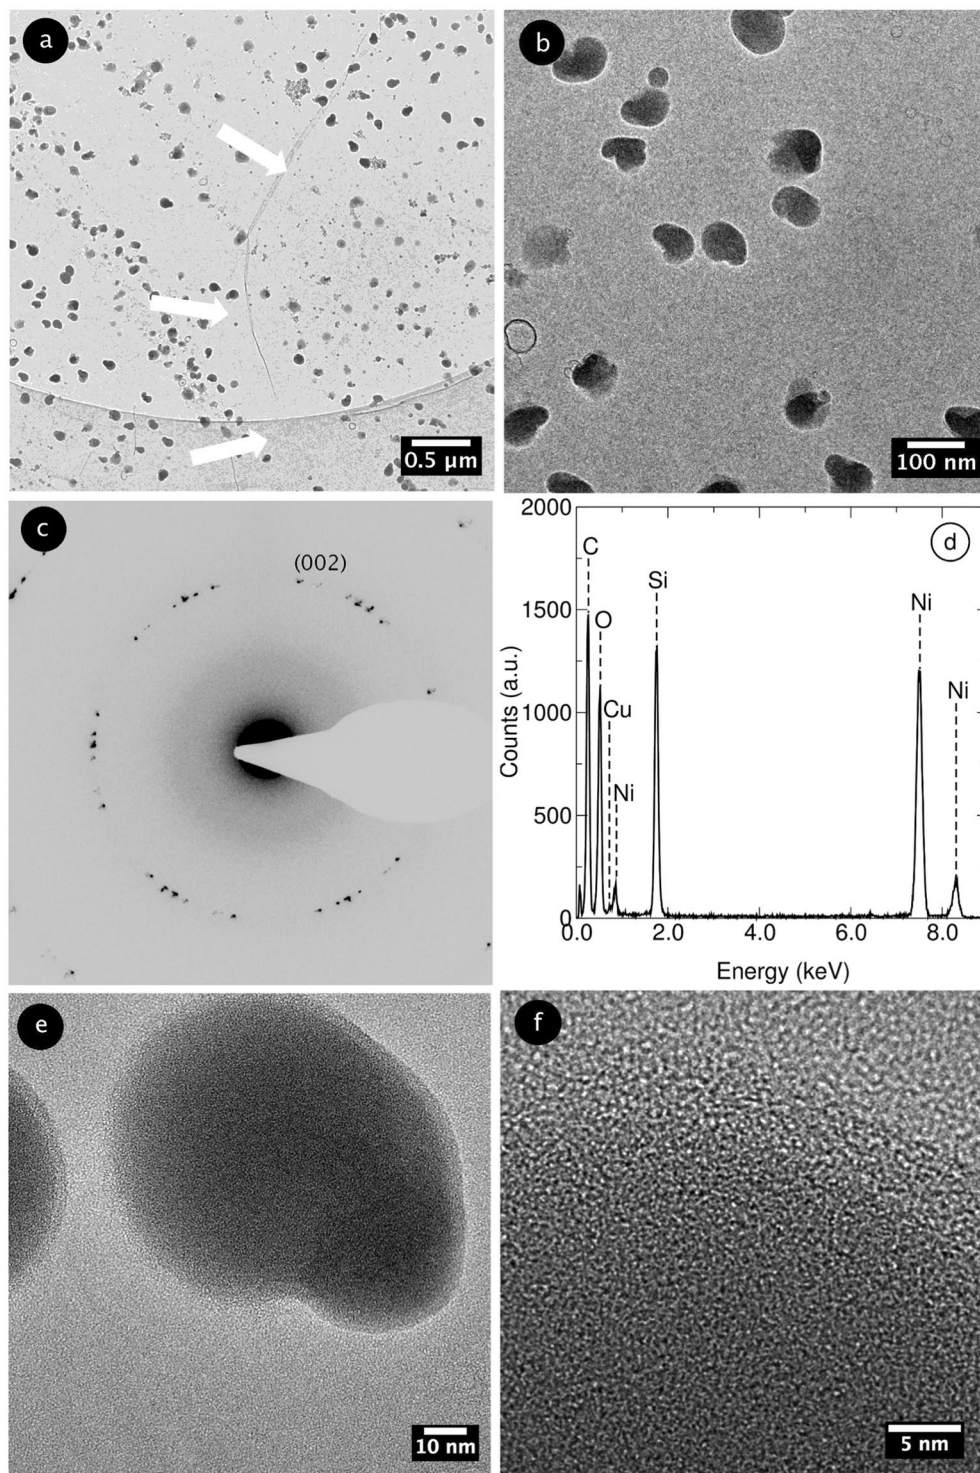 a
0.5 µm
b
100 nm
c
(002)
d
2000
1500
1000
500
0
C
O
Cu
Ni
Si
Ni
Ni
Counts (a.u.)
0.0
2.0
4.0
6.0
8.0
Energy (keV)
e
10 nm
f
5 nm